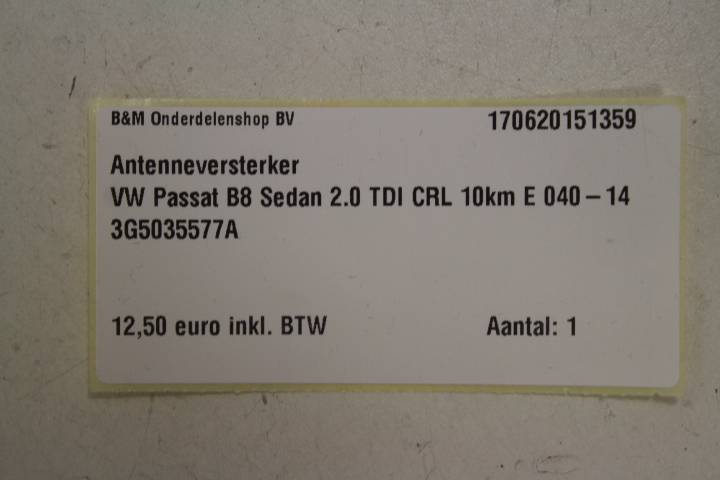 B&M Onderdelenshop BV 170620151359
Antenneversterker
VW Passat B8 Sedan 2.0 TDI CRL 10km E 040 – 14
3G5035577A
12,50 euro inkl. BTW Aantal: 1